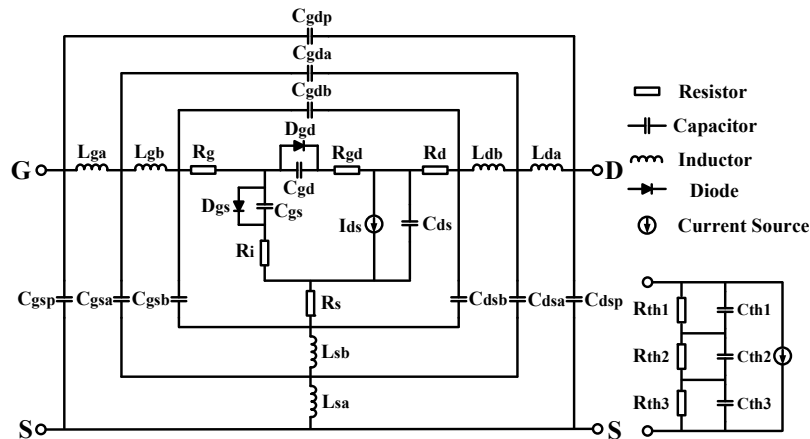 Cgdp
Cgda
Cgdb
Dgd
Lga
Lgb
Rg
Rgd
Rd
Ldb
Lda
G
D
Cgd
Dgs
Cgs
Ids
Cds
Ri
Cgsp
Cgsa
Cgsb
Rs
Cdsb
Cdsa
Cdsp
Lsb
Lsa
S
S
Resistor
Capacitor
Inductor
Diode
Current Source
Rth1
Cth1
Rth2
Cth2
Rth3
Cth3